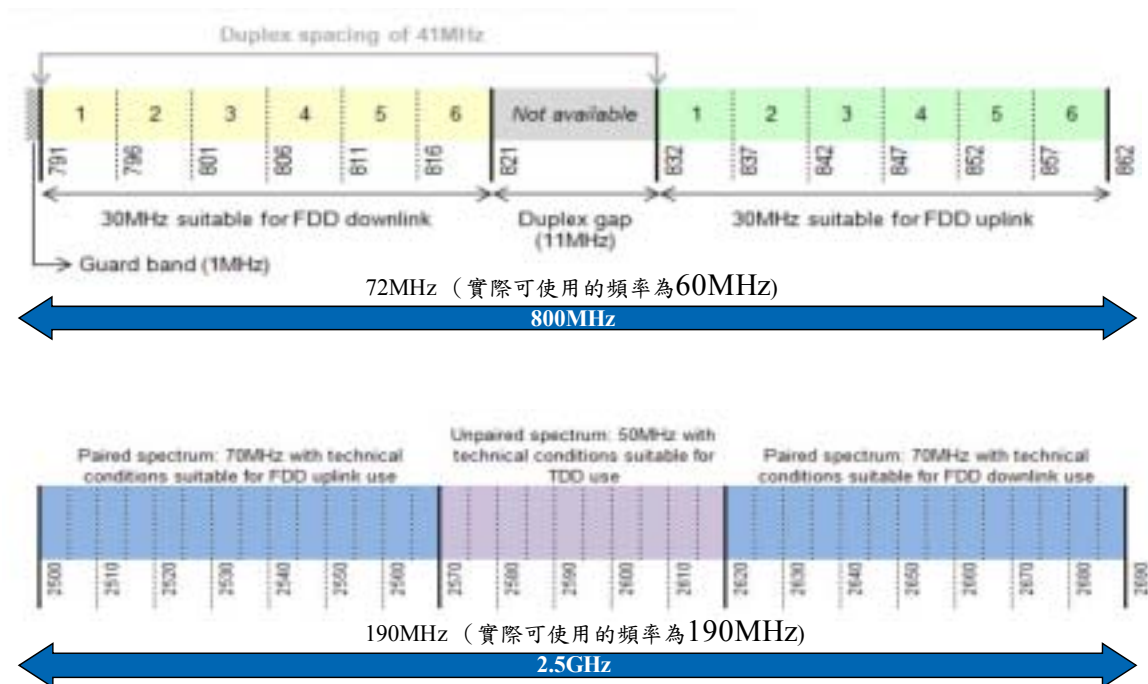 Duplex spacing of 41MHz
1 2 3 4 5 6 Not available 1 2 3 4 5 6
791 796 801 806 811 816 821 832 837 842 847 852 857 862
30MHz suitable for FDD downlink
Duplex gap
(11MHz)
30MHz suitable for FDD uplink
Guard band (1MHz)
72MHz （實際可使用的頻率為60MHz)
800MHz
Paired spectrum: 70MHz with technical
conditions suitable for FDD uplink use
Unpaired spectrum: 50MHz with
technical conditions suitable for
TDD use
Paired spectrum: 70MHz with technical
conditions suitable for FDD downlink use
2500 2510 2520 2530 2540 2550 2560 2570 2580 2590 2600 2610 2620 2630 2640 2650 2660 2670 2680 2690
190MHz （實際可使用的頻率為190MHz)
2.5GHz